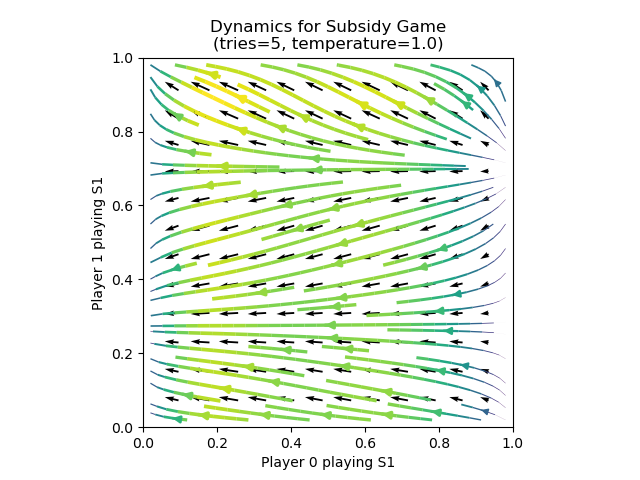 Dynamics for Subsidy Game
(tries=5, temperature=1.0)
1.0
0.8
0.6
0.4
0.2
0.0
Player 1 playing S1
0.0 0.2 0.4 0.6 0.8 1.0
Player 0 playing S1